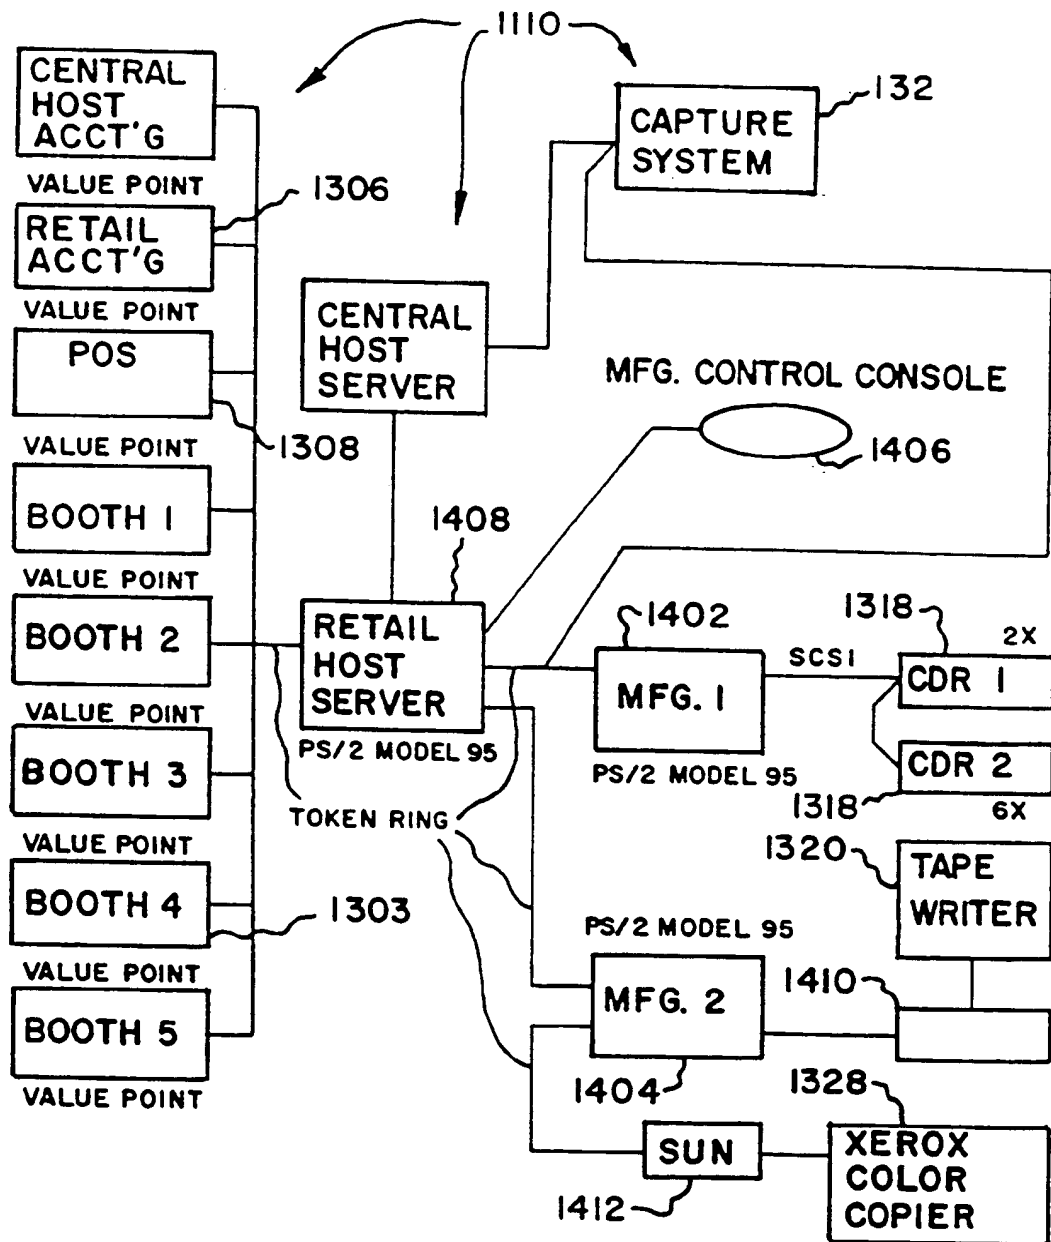 1110
CENTRAL
HOST
ACCT'G
VALUE POINT
1306
RETAIL
ACCT'G
VALUE POINT
POS
1308
VALUE POINT
BOOTH 1
VALUE POINT
BOOTH 2
VALUE POINT
BOOTH 3
VALUE POINT
BOOTH 4
1303
VALUE POINT
BOOTH 5
VALUE POINT
CAPTURE
SYSTEM
132
CENTRAL
HOST
SERVER
MFG. CONTROL CONSOLE
1406
1408
RETAIL
HOST
SERVER
PS/2 MODEL 95
TOKEN RING
1402
MFG. 1
PS/2 MODEL 95
SCSI
1318
2X
CDR 1
CDR 2
1318
6X
1320
TAPE
WRITER
PS/2 MODEL 95
MFG. 2
1404
1410
1328
SUN
1412
XEROX
COLOR
COPIER